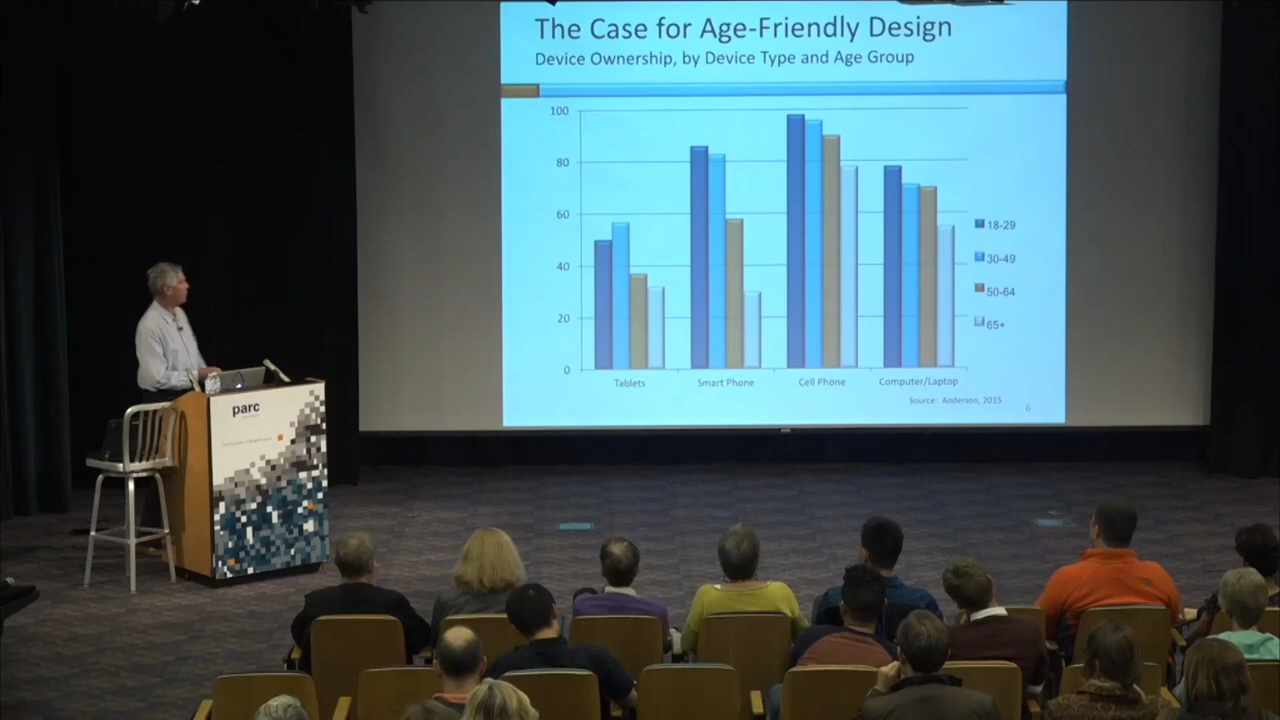 The Case for Age-Friendly Design
Device Ownership, by Device Type and Age Group
100
80
60
40
20
0
Tablets
Smart Phone
Cell Phone
Computer/Laptop
18-29
30-49
50-64
65+
Source: Anderson, 2015
6
parc